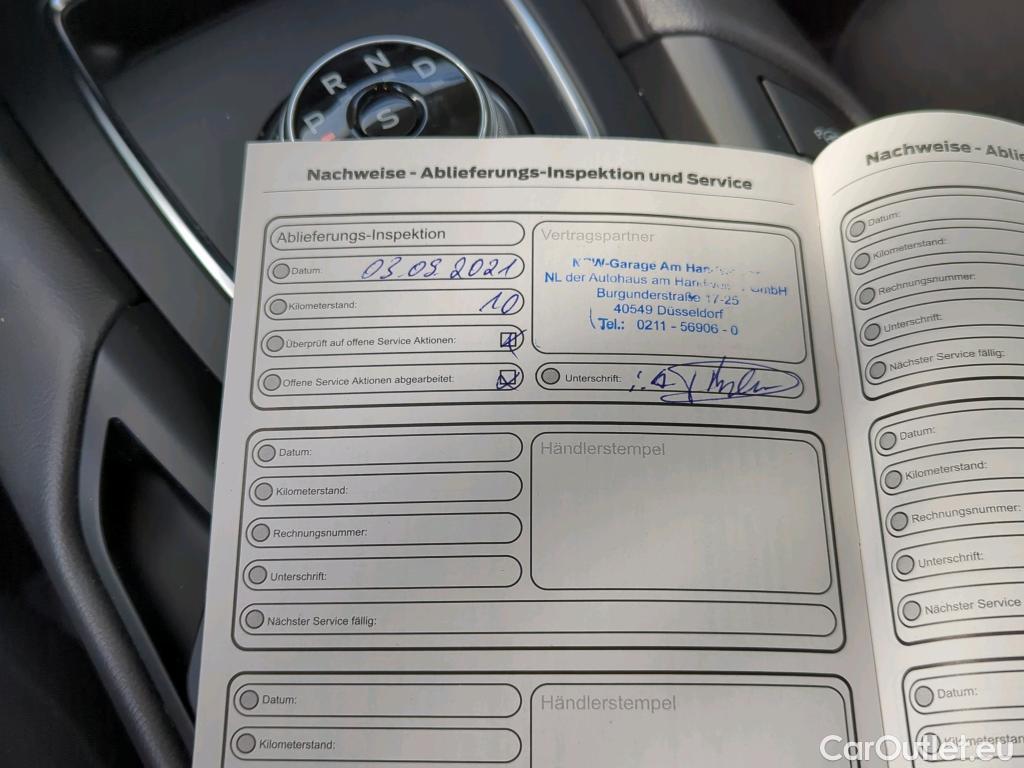 P R N D
S
Nachweise - Ablieferungs-Inspektion und Service
Ablieferungs-Inspektion
Datum: 03.09.2021
Kilometerstand: 10
Überprüft auf offene Service Aktionen:
Offene Service Aktionen abgearbeitet:
Vertragspartner
Am
NL der Autohaus am GmbH
Burgunderstraße 17-25
40549 Düsseldorf
Tel.: 0211 - 56906 - 0
Unterschrift:
Datum:
Kilometerstand:
Rechnungsnummer:
Unterschrift:
Nächster Service fällig:
Händlerstempel
Datum:
Kilometerstand:
Händlerstempel
Nachweise -
Datum:
Kilometerstand:
Rechnungsnummer:
Unterschrift:
Nächster Service fällig:
Datum:
Kilometerstand:
Rechnungsnummer:
Unterschrift:
Nächster Service
Datum:
CarOutlet.eu